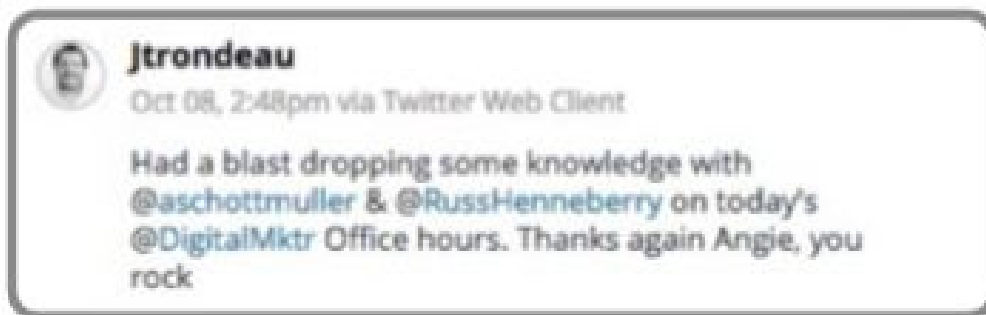 Jtrondeau
Oct 08, 2:48pm via Twitter Web Client
Had a blast dropping some knowledge with
@aschottmuller & @RussHenneberry on today's
@DigitalMktr Office hours. Thanks again Angie, you
rock